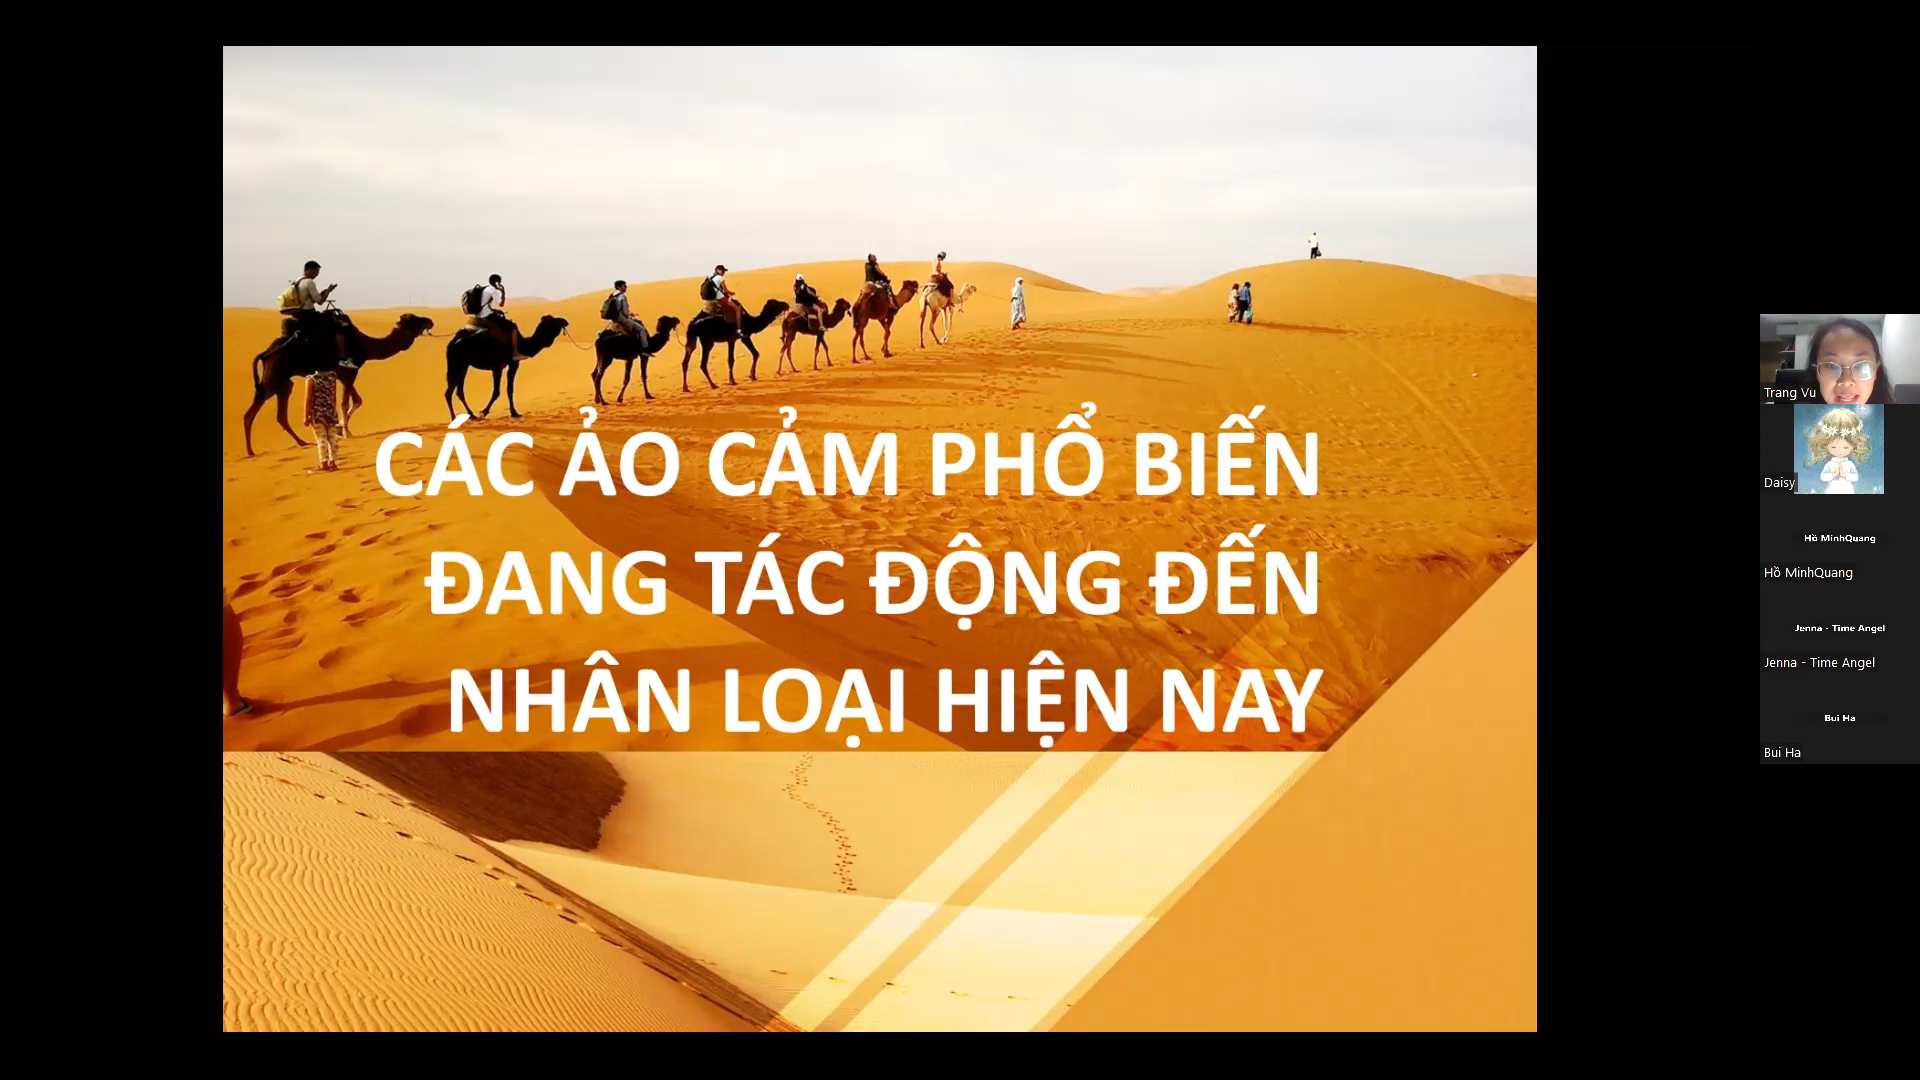 CÁC ẢO CẢM PHỔ BIẾN
ĐANG TÁC ĐỘNG ĐẾN
NHÂN LOẠI HIỆN NAY
Trang Vu
Daisy
Hồ MinhQuang
Hồ MinhQuang
Jenna - Time Angel
Jenna - Time Angel
Bui Ha
Bui Ha